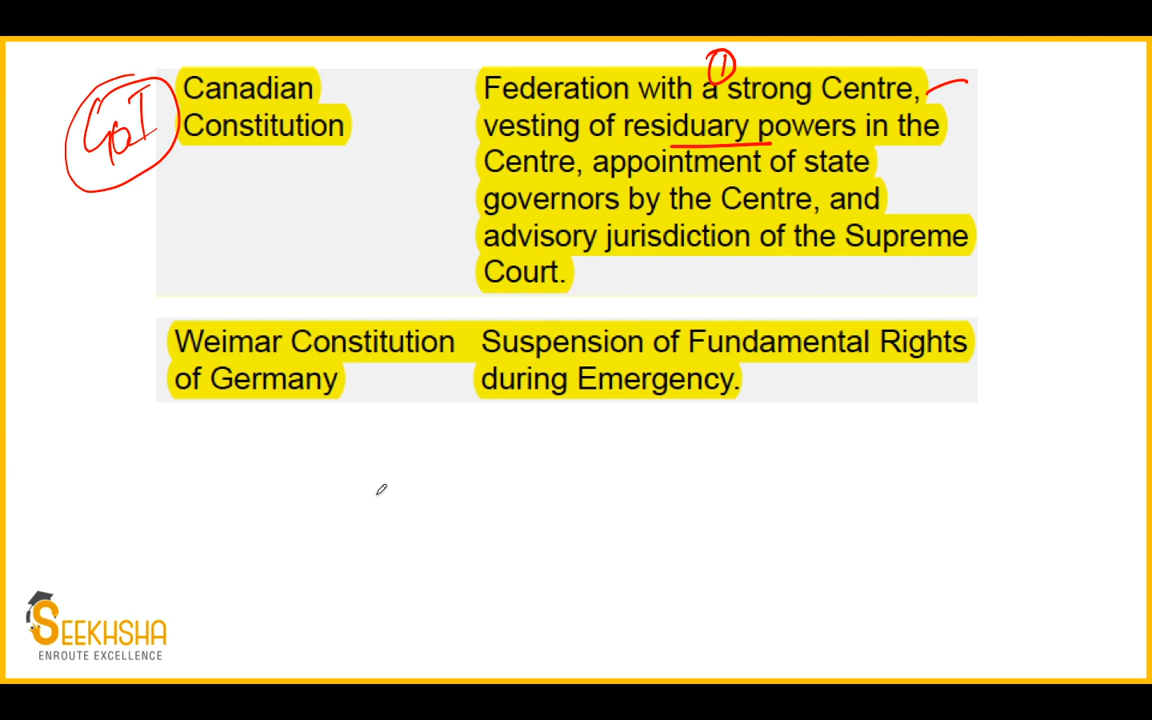 GOI
1
Canadian
Constitution
Federation with a strong Centre,
vesting of residuary powers in the
Centre, appointment of state
governors by the Centre, and
advisory jurisdiction of the Supreme
Court.
Weimar Constitution
of Germany
Suspension of Fundamental Rights
during Emergency.
SEEKHSHA
ENROUTE EXCELLENCE